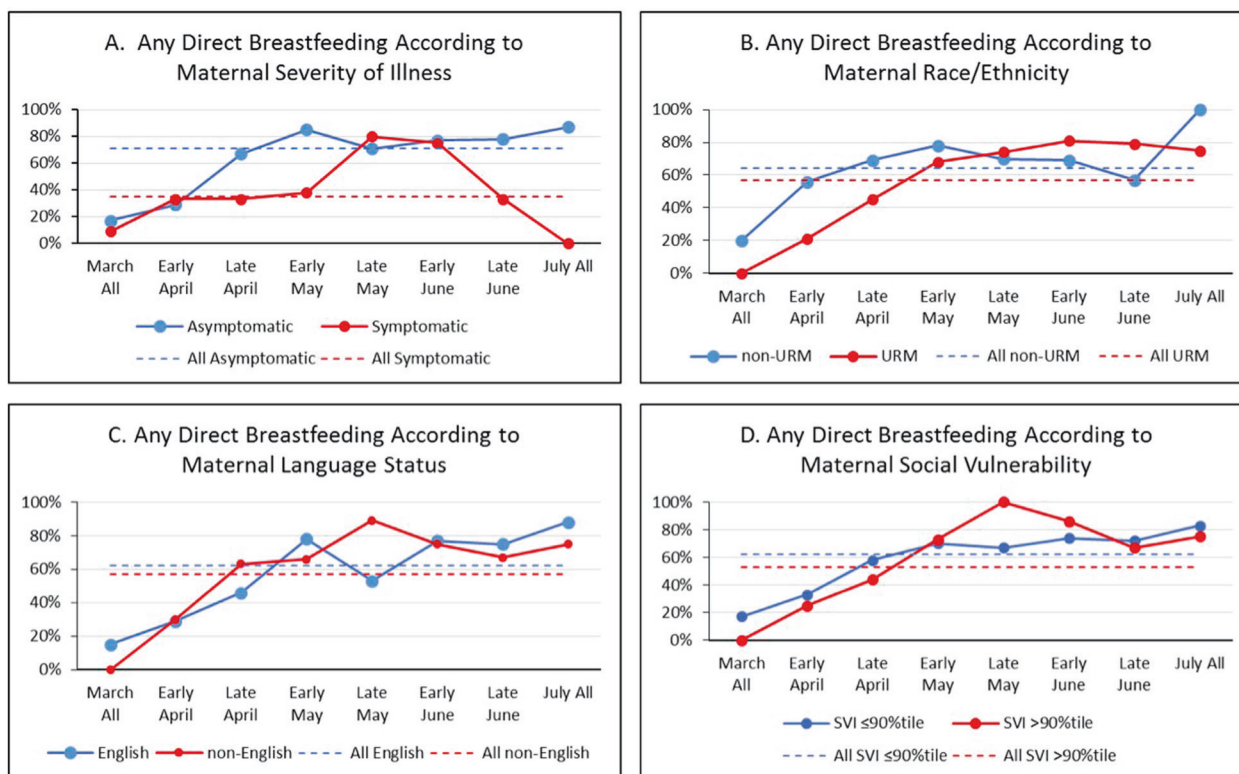 A. Any Direct Breastfeeding According to
Maternal Severity of Illness
100%
80%
60%
40%
20%
0%
March Early Late Early Late Early Late July All
All April April May May June June
Asymptomatic Symptomatic
All Asymptomatic All Symptomatic
B. Any Direct Breastfeeding According to
Maternal Race/Ethnicity
100%
80%
60%
40%
20%
0%
March Early Late Early Late Early Late July All
All April April May May June June
non-URM URM All non-URM All URM
C. Any Direct Breastfeeding According to
Maternal Language Status
100%
80%
60%
40%
20%
0%
March Early Late Early Late Early Late July All
All April April May May June June
English non-English All English All non-English
D. Any Direct Breastfeeding According to
Maternal Social Vulnerability
100%
80%
60%
40%
20%
0%
March Early Late Early Late Early Late July All
All April April May May June June
SVI ≤90%tile SVI >90%tile
All SVI ≤90%tile All SVI >90%tile